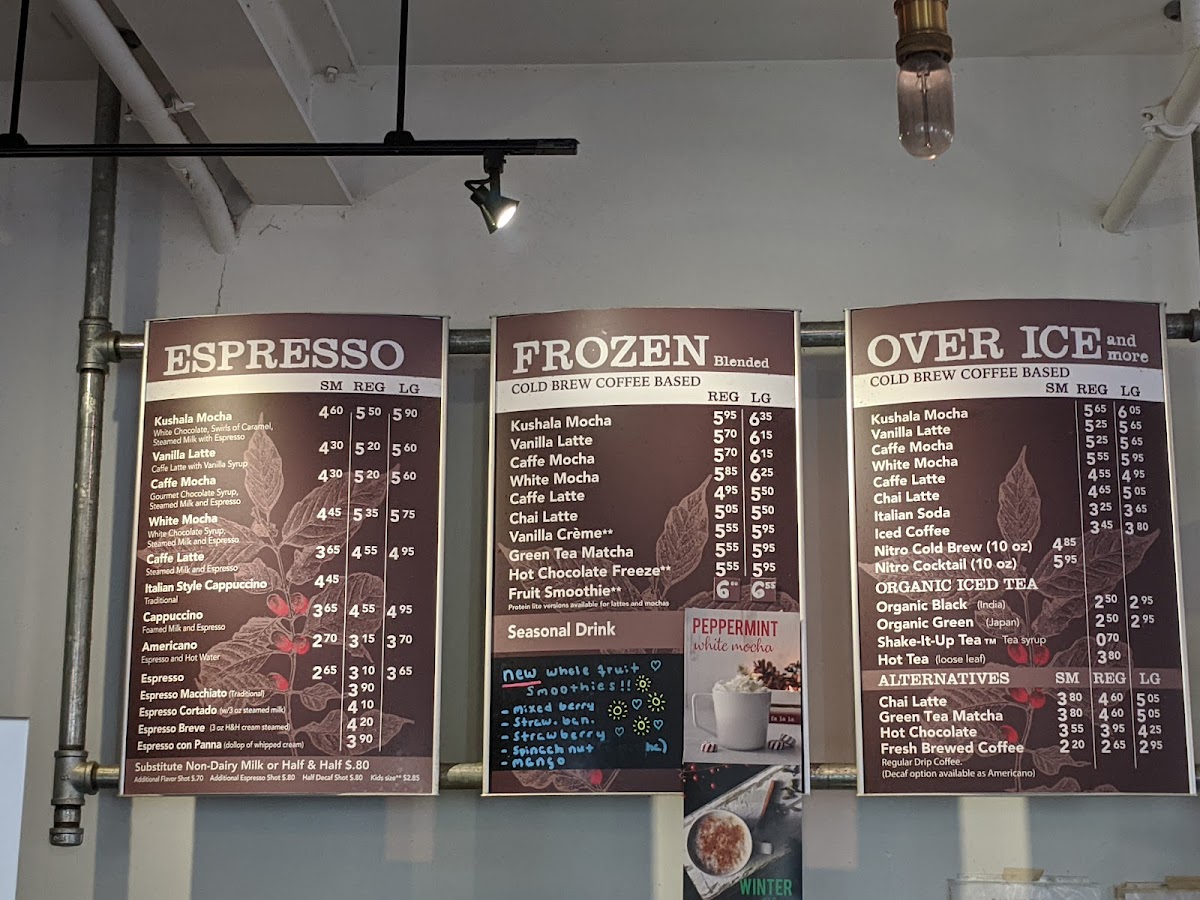 ESPRESSO
SM REG LG
Kushala Mocha 4.60 5.50 5.90
White Chocolate, Swirls of Caramel,
Steamed Milk with Espresso
Vanilla Latte 4.30 5.20 5.60
Caffe Latte with Vanilla Syrup
Caffe Mocha 4.30 5.20 5.60
Gourmet Chocolate Syrup,
Steamed Milk and Espresso
White Mocha 4.45 5.35 5.75
White Chocolate Syrup
Steamed Milk and Espresso
Caffe Latte 3.65 4.55 4.95
Steamed Milk and Espresso
Italian Style Cappuccino 4.45
Traditional
Cappuccino 3.65 4.55 4.95
Foamed Milk and Espresso
Americano 2.70 3.15 3.70
Espresso and Hot Water
Espresso 2.65 3.10 3.65
Espresso Macchiato (Traditional) 3.90
Espresso Cortado (w/3 oz steamed milk) 4.10
Espresso Breve (3 oz H&H cream steamed) 4.20
Espresso con Panna (dollop of whipped cream) 3.90
Substitute Non-Dairy Milk or Half & Half $.80
Additional Flavor Shot $.70 Additional Espresso Shot $.80 Half Decaf Shot $.80 Kids size** $2.85
FROZEN Blended
COLD BREW COFFEE BASED
REG LG
Kushala Mocha 5.95 6.35
Vanilla Latte 5.70 6.15
Caffe Mocha 5.70 6.15
White Mocha 5.85 6.25
Caffe Latte 4.95 5.50
Chai Latte 5.05 5.50
Vanilla Crème** 5.55 5.95
Green Tea Matcha 5.55 5.95
Hot Chocolate Freeze** 5.55 5.95
Fruit Smoothie** 6 6.55
Protein lite versions available for lattes and mochas
Seasonal Drink
new whole fruit
Smoothies!!
- mixed berry
- straw. ban.
- strawberry
- spinach nut
- mango
PEPPERMINT
white mocha
WINTER
OVER ICE and more
COLD BREW COFFEE BASED
SM REG LG
Kushala Mocha 5.65 6.05
Vanilla Latte 5.25 5.65
Caffe Mocha 5.25 5.65
White Mocha 5.55 5.95
Caffe Latte 4.55 4.95
Chai Latte 4.65 5.05
Italian Soda 3.25 3.65
Iced Coffee 3.45 3.80
Nitro Cold Brew (10 oz) 4.85
Nitro Cocktail (10 oz) 5.95
ORGANIC ICED TEA
Organic Black (India) 2.50 2.95
Organic Green (Japan) 2.50 2.95
Shake-It-Up Tea™ Tea syrup 0.70
Hot Tea (loose leaf) 3.80
ALTERNATIVES SM REG LG
Chai Latte 3.80 4.60 5.05
Green Tea Matcha 3.80 4.60 5.05
Hot Chocolate 3.55 3.95 4.25
Fresh Brewed Coffee 2.20 2.65 2.95
Regular Drip Coffee.
(Decaf option available as Americano)